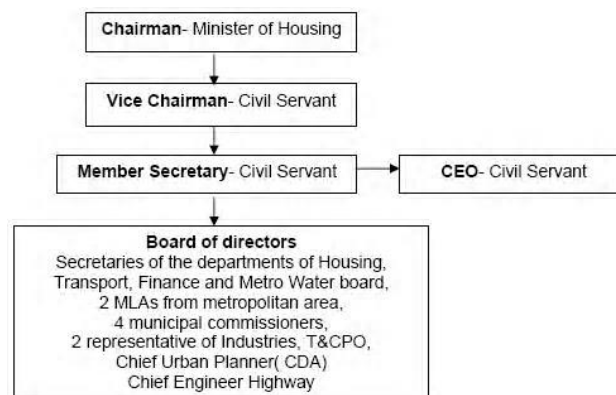 Chairman- Minister of Housing
Vice Chairman- Civil Servant
Member Secretary- Civil Servant
CEO- Civil Servant
Board of directors
Secretaries of the departments of Housing,
Transport, Finance and Metro Water board,
2 MLAs from metropolitan area,
4 municipal commissioners,
2 representative of Industries, T&CPO,
Chief Urban Planner( CDA)
Chief Engineer Highway